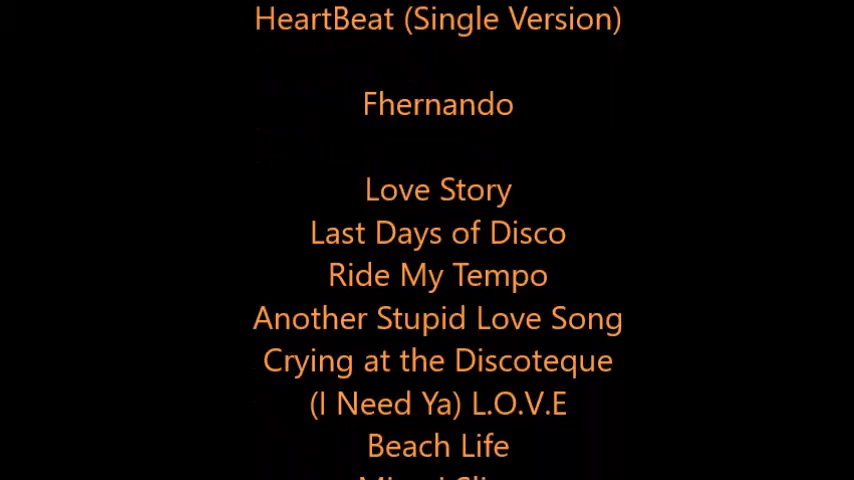 HeartBeat (Single Version)
Fhernando
Love Story
Last Days of Disco
Ride My Tempo
Another Stupid Love Song
Crying at the Discoteque
(I Need Ya) L.O.V.E
Beach Life